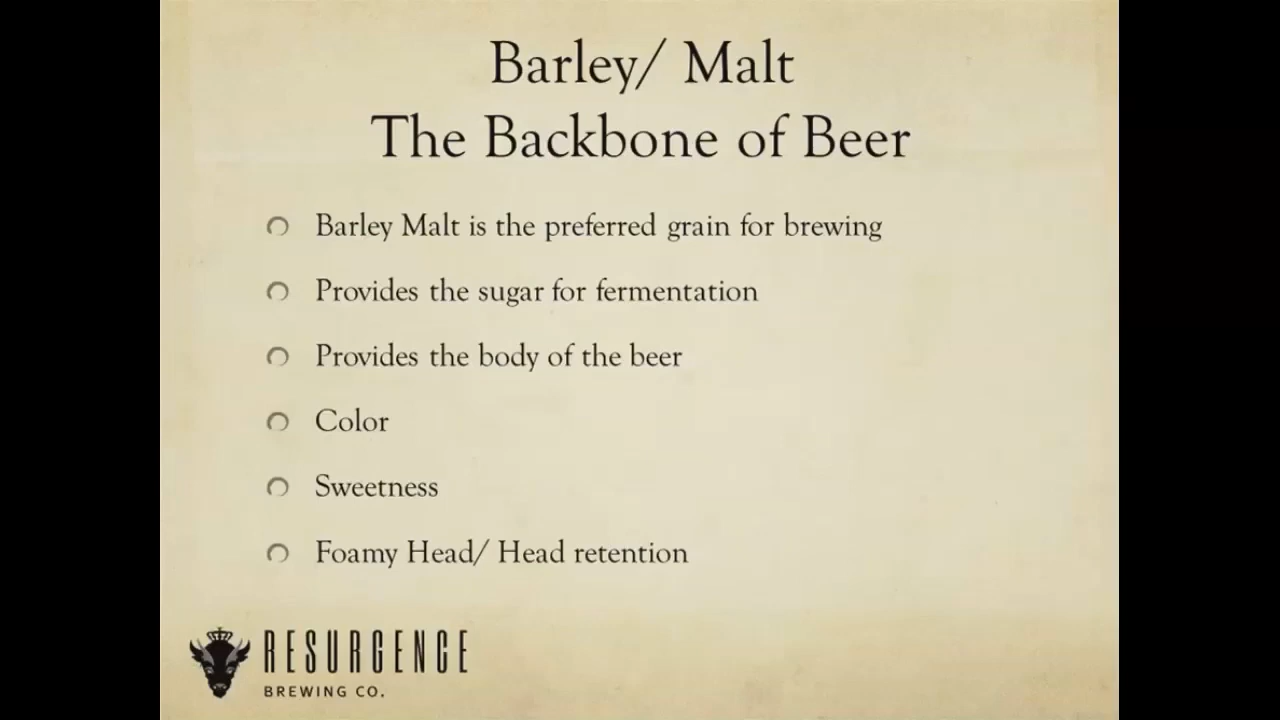 Barley/ Malt
The Backbone of Beer
Barley Malt is the preferred grain for brewing
Provides the sugar for fermentation
Provides the body of the beer
Color
Sweetness
Foamy Head/ Head retention
RESURGENCE
BREWING CO.